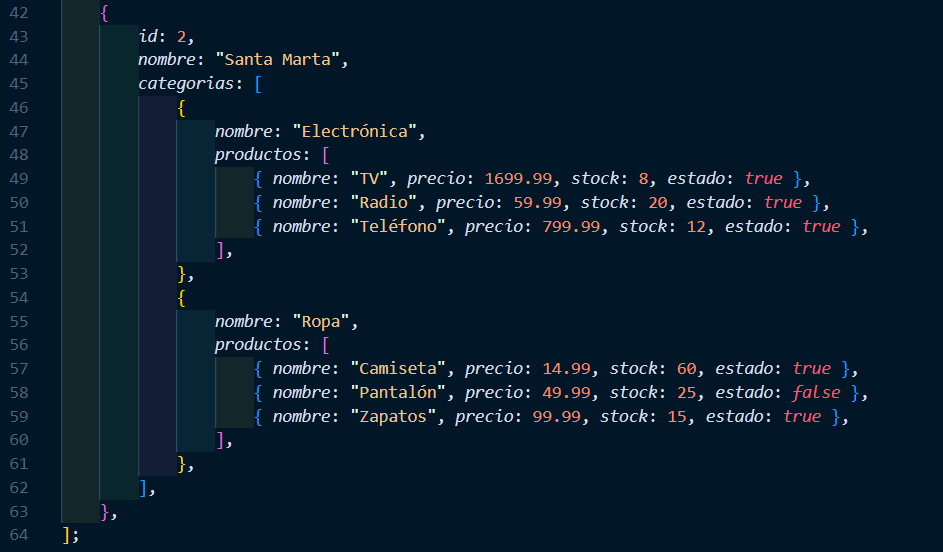 42 {
43 id: 2,
44 nombre: "Santa Marta",
45 categorias: [
46 {
47 nombre: "Electrónica",
48 productos: [
49 { nombre: "TV", precio: 1699.99, stock: 8, estado: true },
50 { nombre: "Radio", precio: 59.99, stock: 20, estado: true },
51 { nombre: "Teléfono", precio: 799.99, stock: 12, estado: true },
52 ],
53 },
54 {
55 nombre: "Ropa",
56 productos: [
57 { nombre: "Camiseta", precio: 14.99, stock: 60, estado: true },
58 { nombre: "Pantalón", precio: 49.99, stock: 25, estado: false },
59 { nombre: "Zapatos", precio: 99.99, stock: 15, estado: true },
60 ],
61 },
62 ],
63 },
64 ];